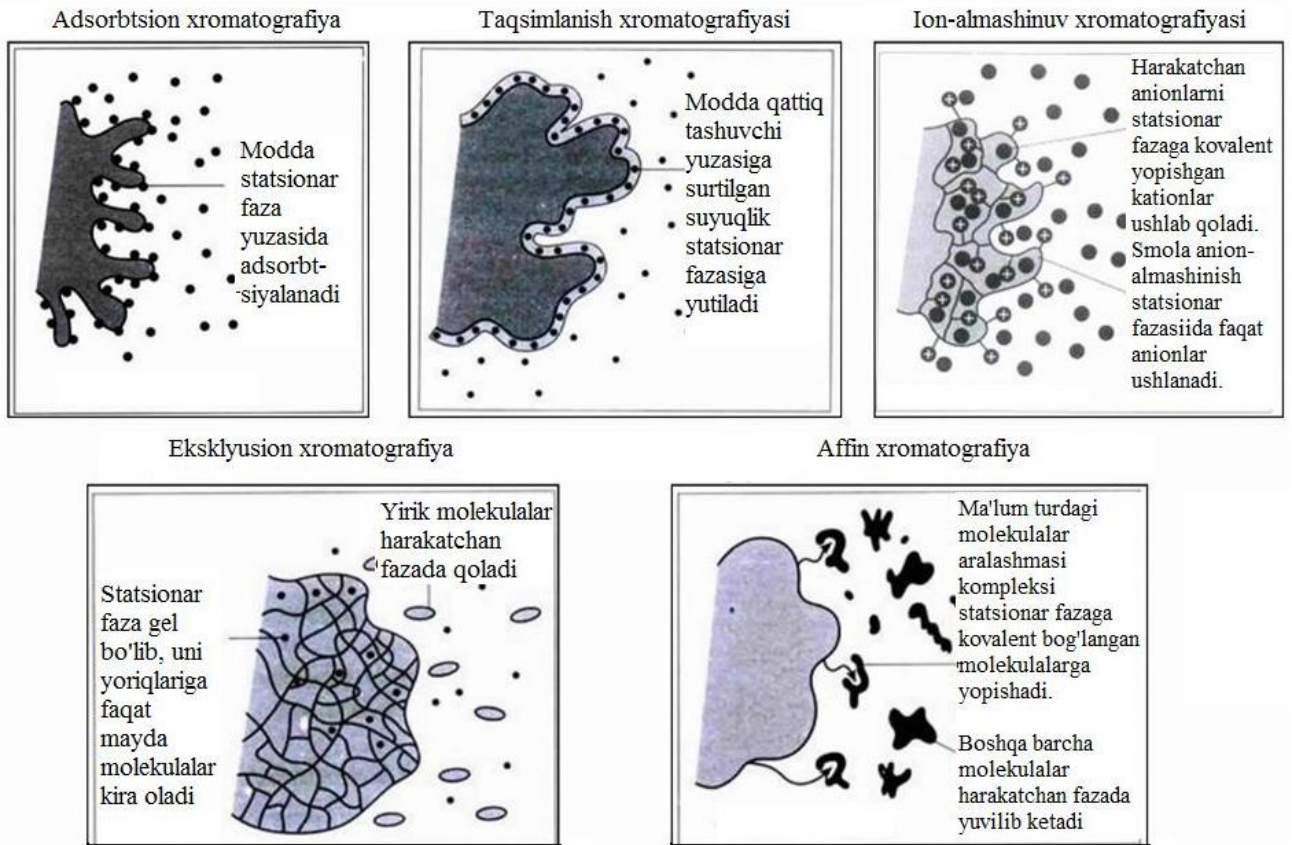 Adsorbtsion xromatografiya
Modda
statsionar
faza
yuzasida
adsorbt-
-siyalanadi
Taqsimlanish xromatografiyasi
Modda qattiq
tashuvchi
yuzasiga
surtilgan
suyuqlik
statsionar
fazasiga
yutiladi
Ion-almashinuv xromatografiyasi
Harakatchan
anionlarni
statsionar
fazaga kovalent
yopishgan
kationlar
ushlab qoladi.
Smola anion-
almashinish
statsionar
fazasiida faqat
anionlar
ushlanadi.
Eksklyusion xromatografiya
Yirik molekulalar
harakatchan
fazada qoladi
Statsionar
faza gel
bo'lib, uni
yoriqlariga
faqat
mayda
molekulalar
kira oladi
Affin xromatografiya
Ma'lum turdagi
molekulalar
aralashmasi
kompleksi
statsionar fazaga
kovalent bog'langan
molekulalarga
yopishadi.
Boshqa barcha
molekulalar
harakatchan fazada
yuvilib ketadi